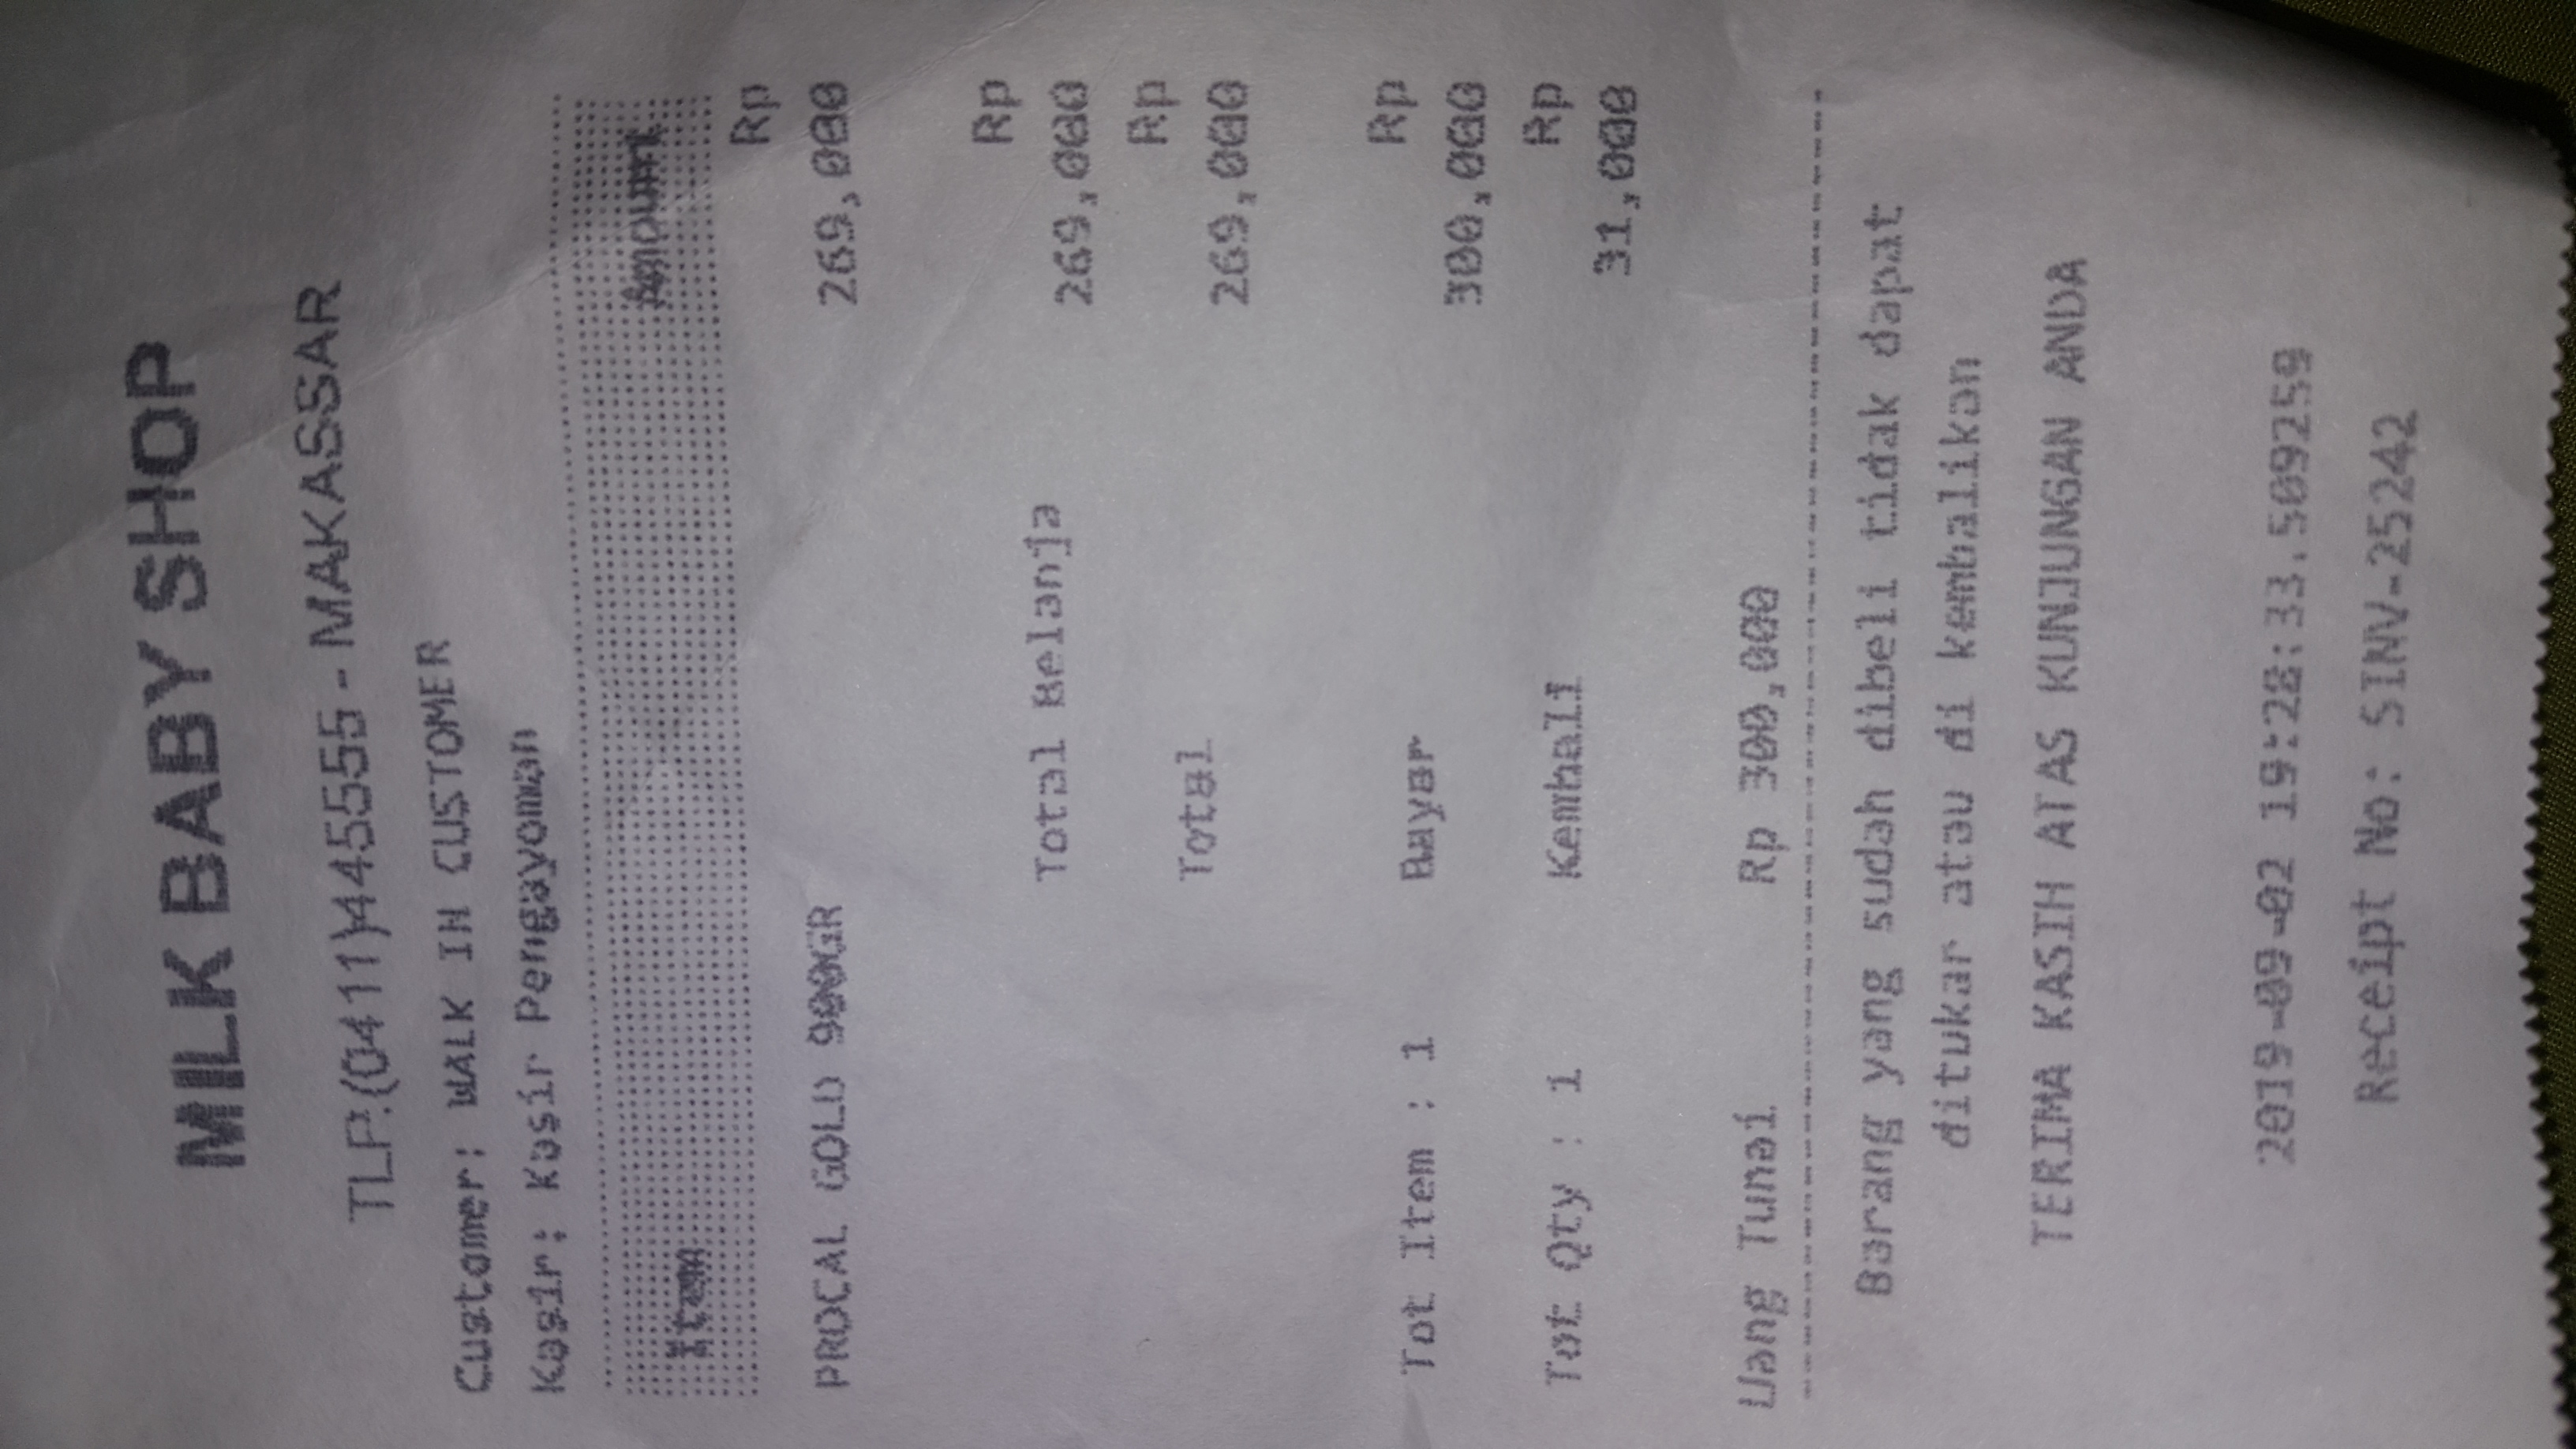 MILK BABY SHOP
TLP.(0411)445555 - MAKASSAR
Customer: WALK IN CUSTOMER
Kasir: Kasir Pengayoman
Item Amount
Rp
PROCAL GOLD 900GR 269,000
Rp
Total Belanja 269,000
Rp
Total 269,000
Rp
Tot Item : 1 Bayar 300,000
Rp
Tot Qty : 1 Kembali 31,000
Uang Tunai Rp 300,000
Barang yang sudah dibeli tidak dapat
ditukar atau di kembalikan
TERIMA KASIH ATAS KUNJUNGAN ANDA
2019-09-02 19:28:33.509259
Receipt No: SINV-25242